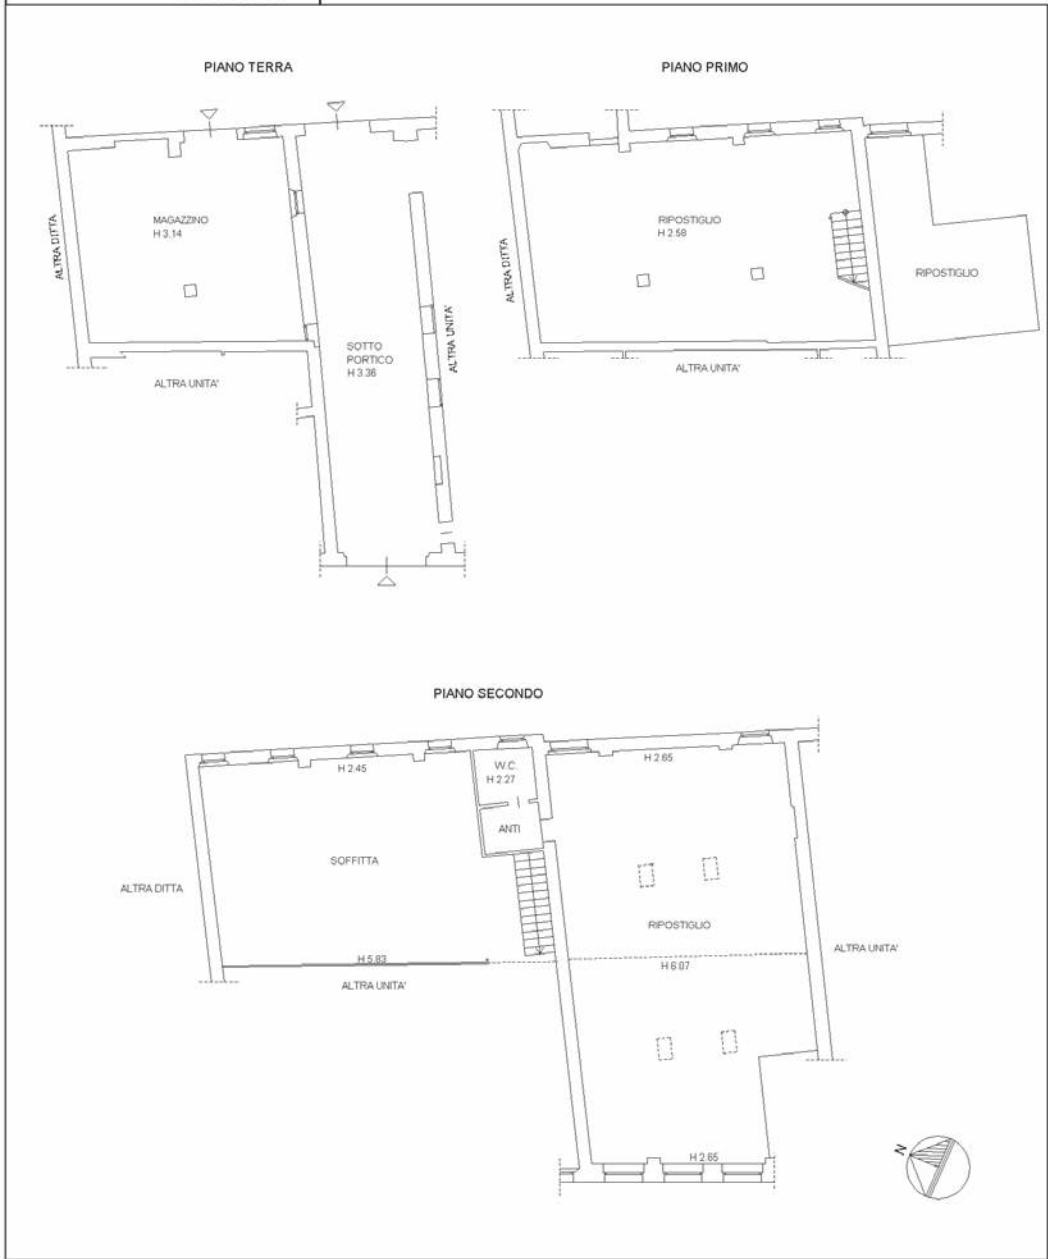 PIANO TERRA
MAGAZZINO
H 3.14
ALTRA DITTA
SOTTO
PORTICO
H 3.36
ALTRA UNITA'
ALTRA UNITA'
PIANO PRIMO
RIPOSTIGLIO
H 2.58
RIPOSTIGLIO
ALTRA DITTA
ALTRA UNITA'
PIANO SECONDO
H 2.45
W.C.
H 2.27
ANTI
H 2.65
SOFFITTA
ALTRA DITTA
RIPOSTIGLIO
ALTRA UNITA'
H 5.83
H 6.07
ALTRA UNITA'
H 2.65
N